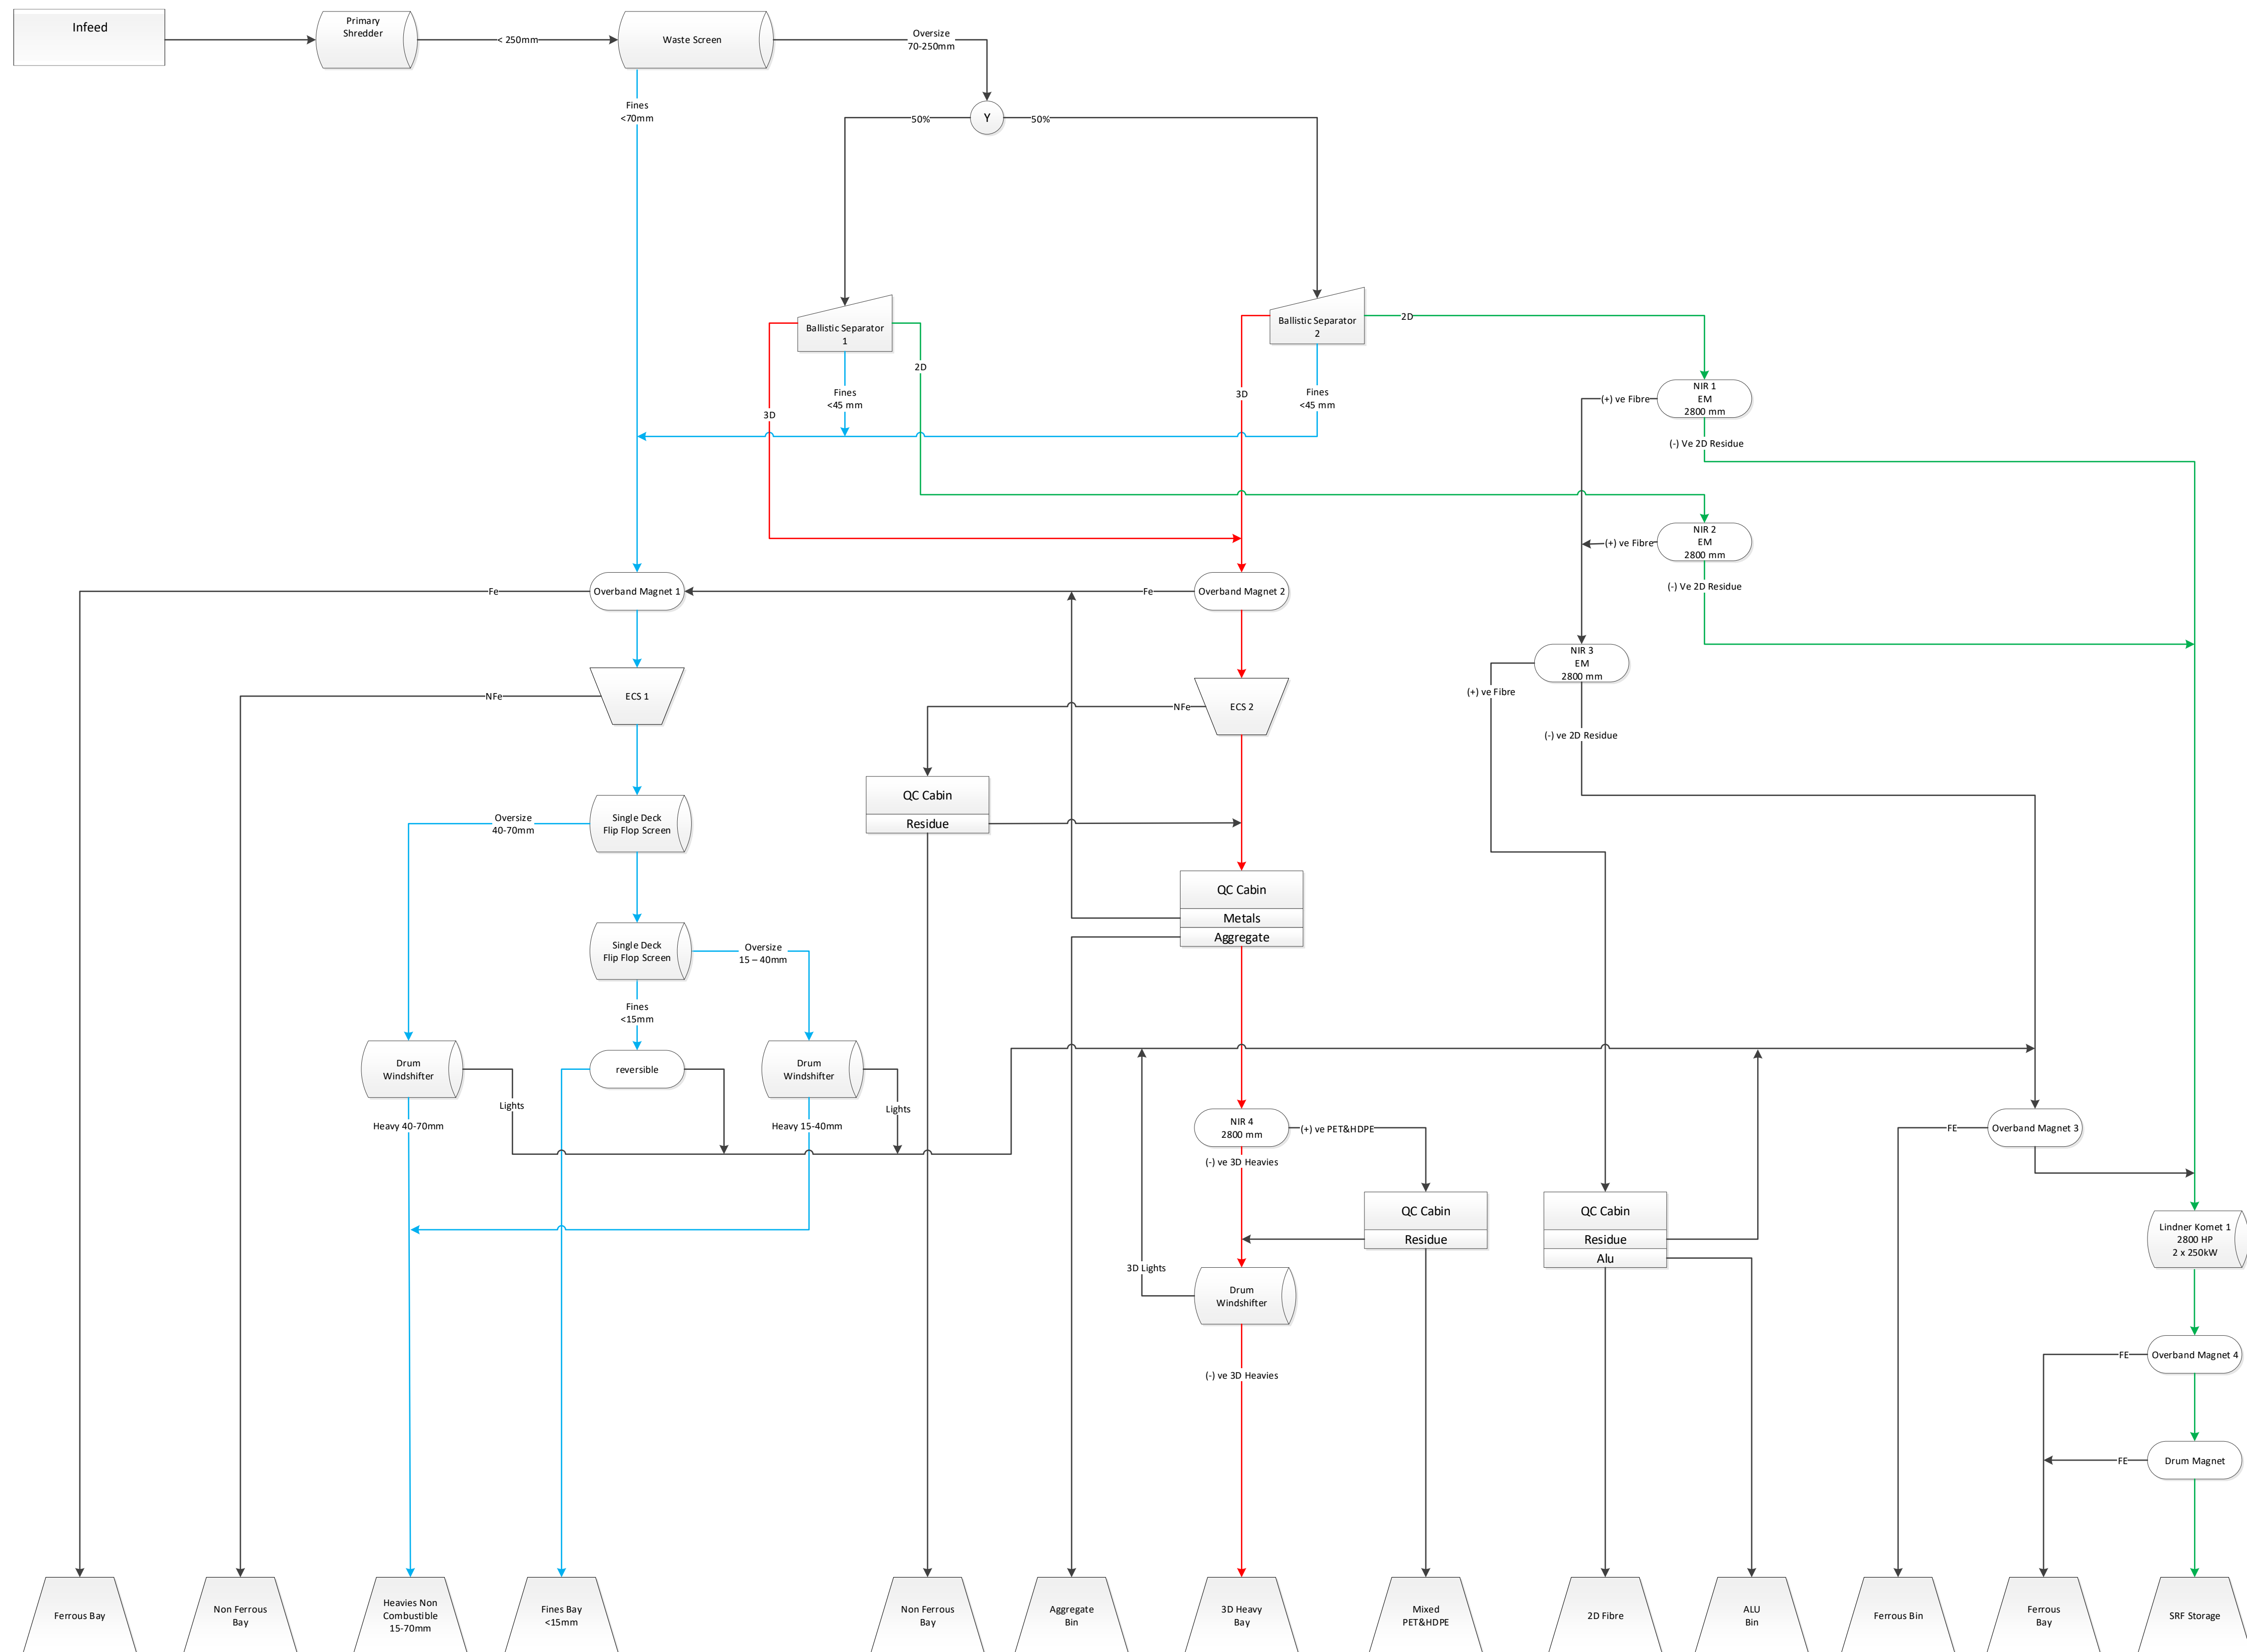 Infeed
Primary
Shredder
< 250mm
Waste Screen
Oversize
70-250mm
Fines
<70mm
50%
Y
50%
Ballistic Separator
1
Ballistic Separator
2
2D
2D
3D
Fines
<45 mm
3D
Fines
<45 mm
NIR 1
EM
2800 mm
(+) ve Fibre
(-) Ve 2D Residue
NIR 2
EM
2800 mm
(+) ve Fibre
(-) Ve 2D Residue
Fe
Overband Magnet 1
Fe
Overband Magnet 2
NIR 3
EM
2800 mm
(+) ve Fibre
(-) ve 2D Residue
NFe
ECS 1
NFe
ECS 2
QC Cabin
Residue
Oversize
40-70mm
Single Deck
Flip Flop Screen
QC Cabin
Metals
Aggregate
Single Deck
Flip Flop Screen
Oversize
15 – 40mm
Fines
<15mm
Drum
Windshifter
reversible
Drum
Windshifter
Lights
Lights
Heavy 40-70mm
Heavy 15-40mm
NIR 4
2800 mm
(+) ve PET&HDPE
(-) ve 3D Heavies
FE
Overband Magnet 3
QC Cabin
Residue
QC Cabin
Residue
Alu
Lindner Komet 1
2800 HP
2 x 250kW
3D Lights
Drum
Windshifter
(-) ve 3D Heavies
FE
Overband Magnet 4
FE
Drum Magnet
Ferrous Bay
Non Ferrous
Bay
Heavies Non
Combustible
15-70mm
Fines Bay
<15mm
Non Ferrous
Bay
Aggregate
Bin
3D Heavy
Bay
Mixed
PET&HDPE
2D Fibre
ALU
Bin
Ferrous Bin
Ferrous
Bay
SRF Storage